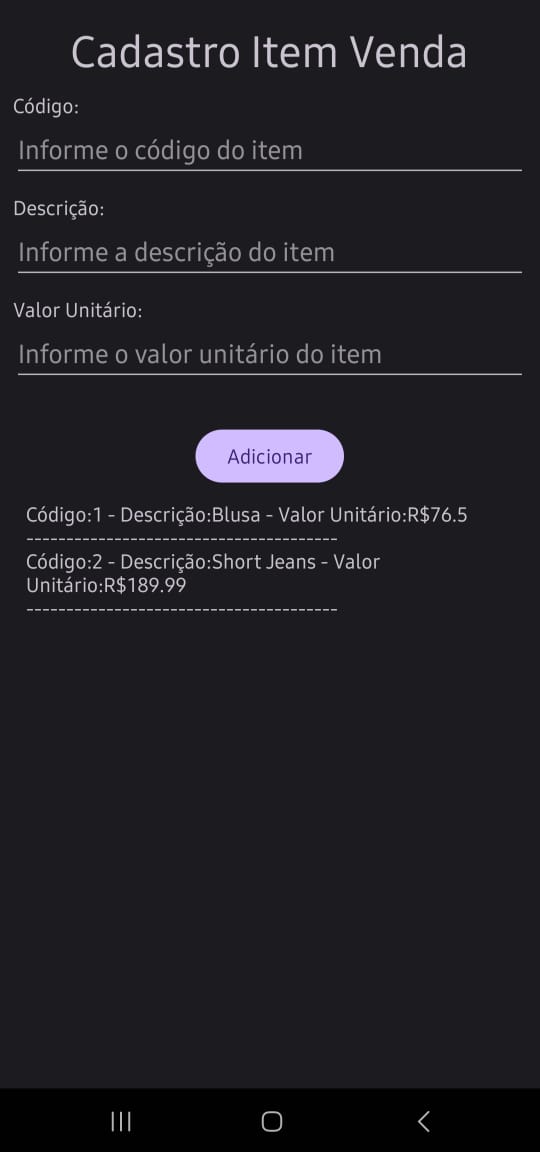 Cadastro Item Venda
Código:
Informe o código do item
Descrição:
Informe a descrição do item
Valor Unitário:
Informe o valor unitário do item
Adicionar
Código:1 - Descrição:Blusa - Valor Unitário:R$76.5
---------------------------------------
Código:2 - Descrição:Short Jeans - Valor
Unitário:R$189.99
---------------------------------------